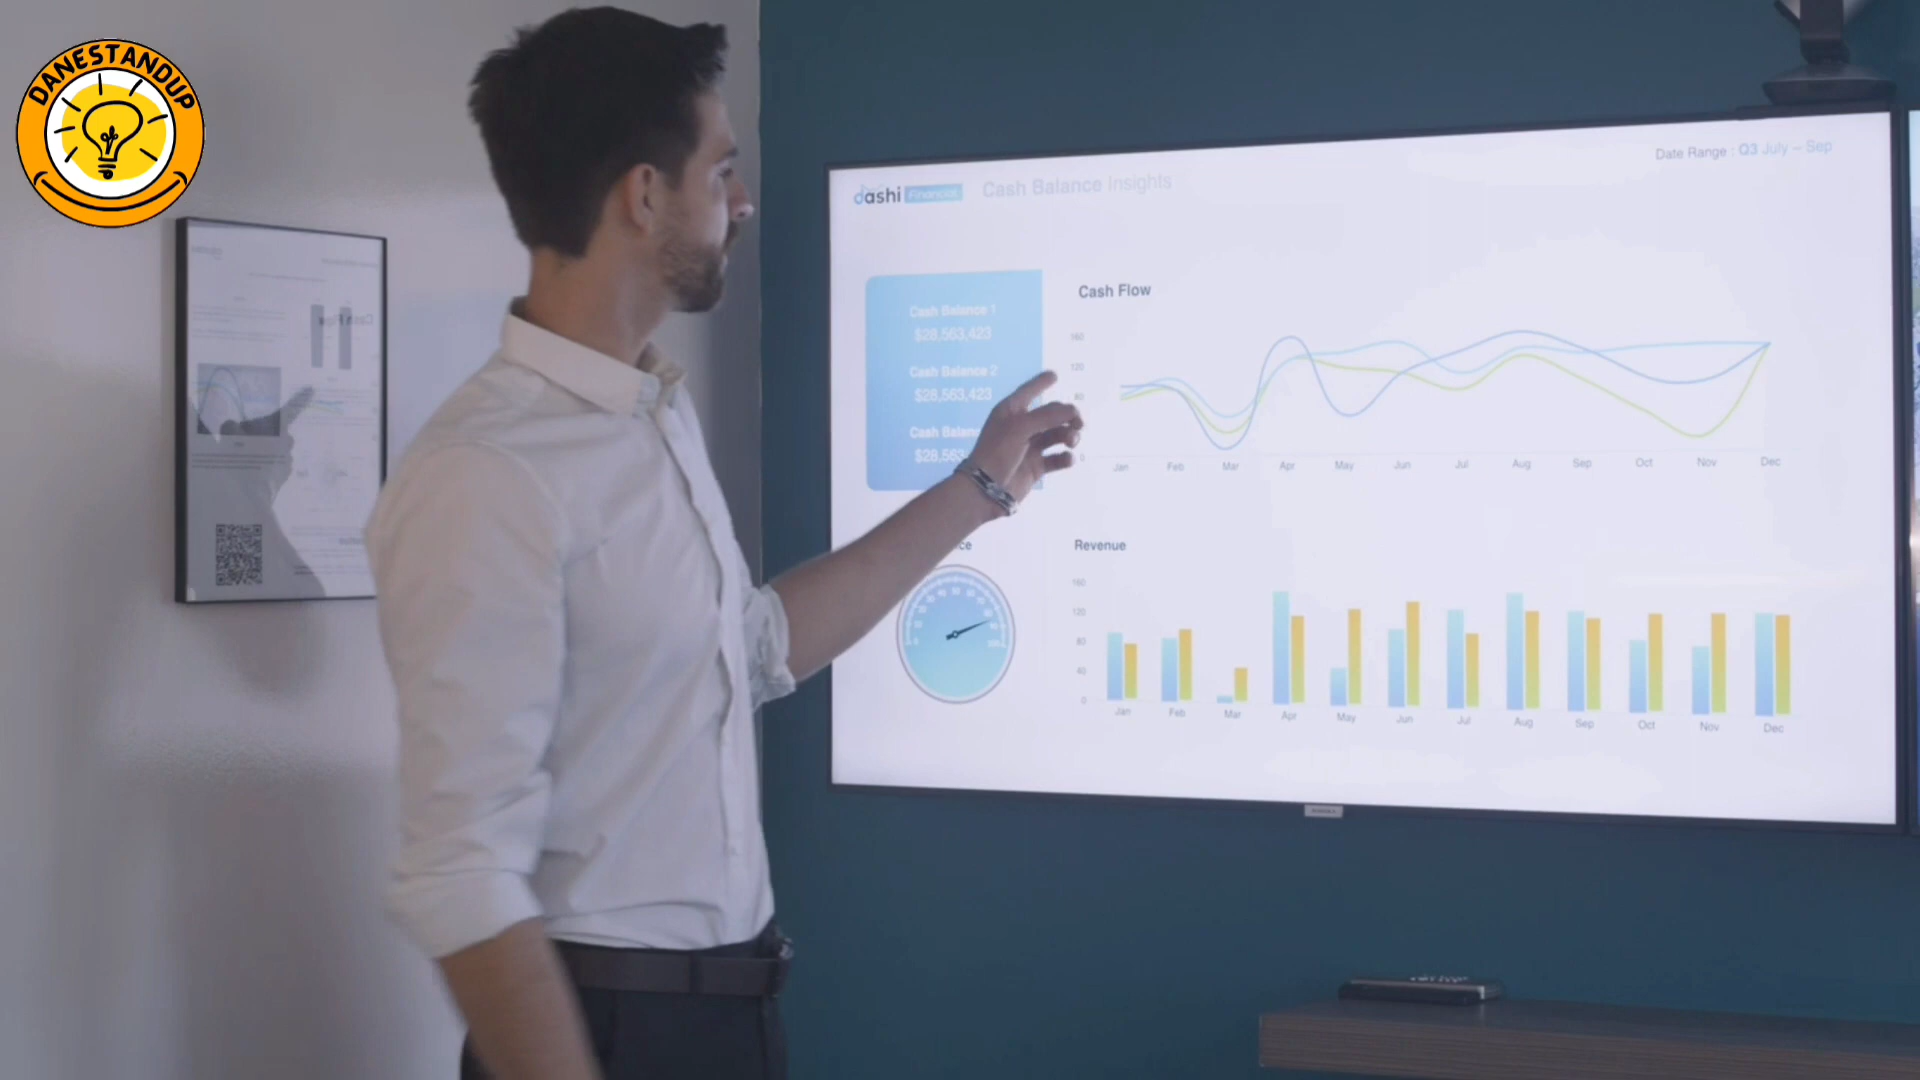 DANESTANDUP
dashi Financial Cash Balance Insights
Date Range : Q3 July – Sep
Cash Balance 1
$28,563,423
Cash Balance 2
$28,563,423
Cash
$28,563
Cash Flow
160
120
80
0
Jan Feb Mar Apr May Jun Jul Aug Sep Oct Nov Dec
Revenue
160
120
80
40
0
Jan Feb Mar Apr May Jun Jul Aug Sep Oct Nov Dec